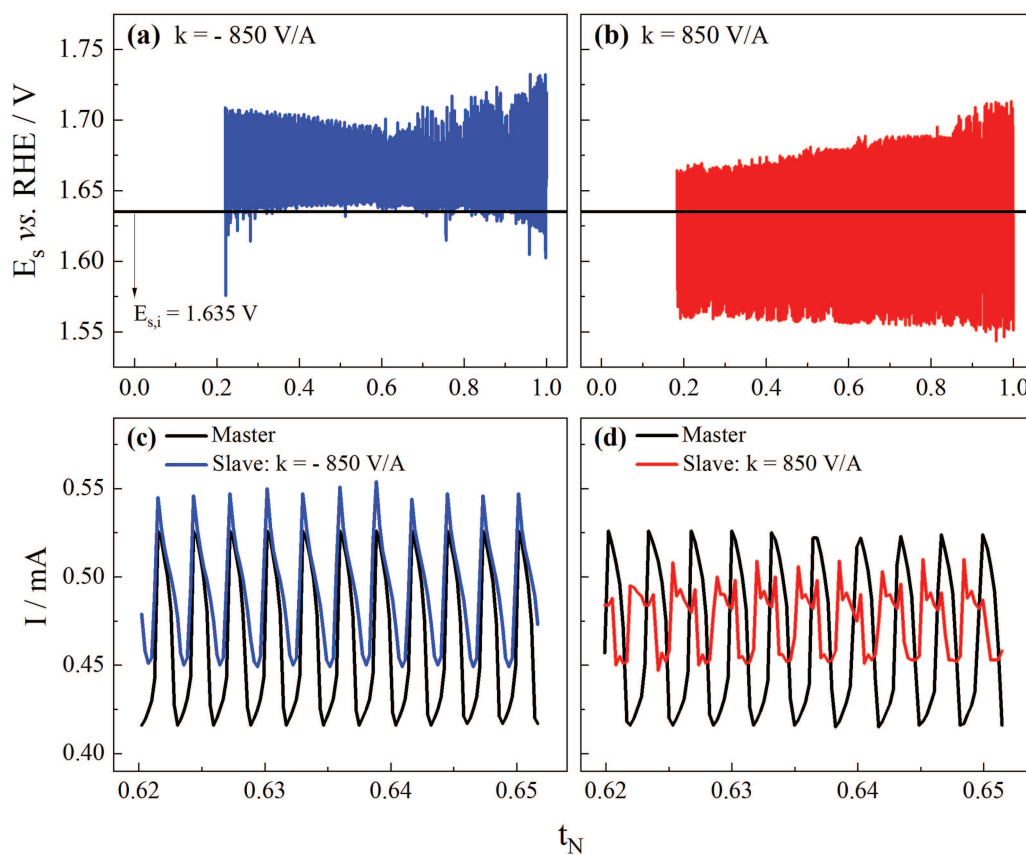 (a) k = - 850 V/A
(b) k = 850 V/A
E_s vs. RHE / V
1.75
1.70
1.65
1.60
1.55
E_s,i = 1.635 V
0.0 0.2 0.4 0.6 0.8 1.0
0.0 0.2 0.4 0.6 0.8 1.0
(c) Master
Slave: k = - 850 V/A
(d) Master
Slave: k = 850 V/A
I / mA
0.55
0.50
0.45
0.40
0.62 0.63 0.64 0.65
0.62 0.63 0.64 0.65
t_N